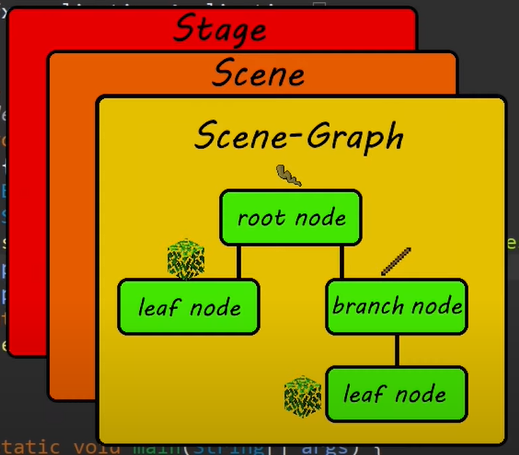 Stage
Scene
Scene-Graph
root node
leaf node
branch node
leaf node
tatic void main(String[] args) {